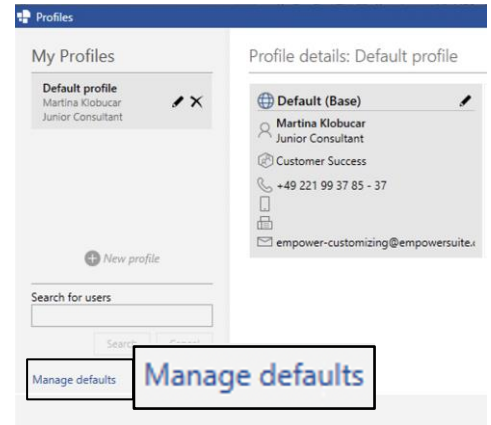 Profiles
My Profiles
Default profile
Martina Klobucar
Junior Consultant
New profile
Search for users
Search
Cancel
Manage defaults
Manage defaults
Profile details: Default profile
Default (Base)
Martina Klobucar
Junior Consultant
Customer Success
+49 221 99 37 85 - 37
empower-customizing@empowersuite.